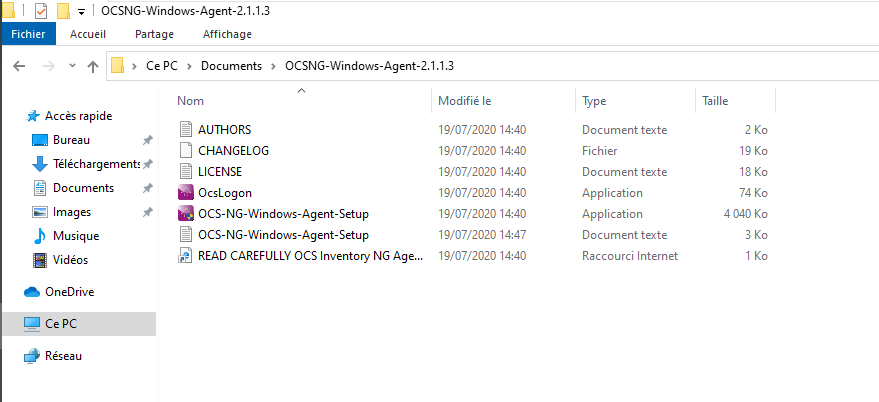 OCSNG-Windows-Agent-2.1.1.3
Fichier Accueil Partage Affichage
Ce PC Documents OCSNG-Windows-Agent-2.1.1.3
Nom Modifié le Type Taille
Accès rapide
Bureau
Téléchargements
Documents
Images
Musique
Vidéos
OneDrive
Ce PC
Réseau
AUTHORS 19/07/2020 14:40 Document texte 2 Ko
CHANGELOG 19/07/2020 14:40 Fichier 19 Ko
LICENSE 19/07/2020 14:40 Document texte 18 Ko
OcsLogon 19/07/2020 14:40 Application 74 Ko
OCS-NG-Windows-Agent-Setup 19/07/2020 14:40 Application 4 040 Ko
OCS-NG-Windows-Agent-Setup 19/07/2020 14:47 Document texte 3 Ko
READ CAREFULLY OCS Inventory NG Age... 19/07/2020 14:40 Raccourci Internet 1 Ko